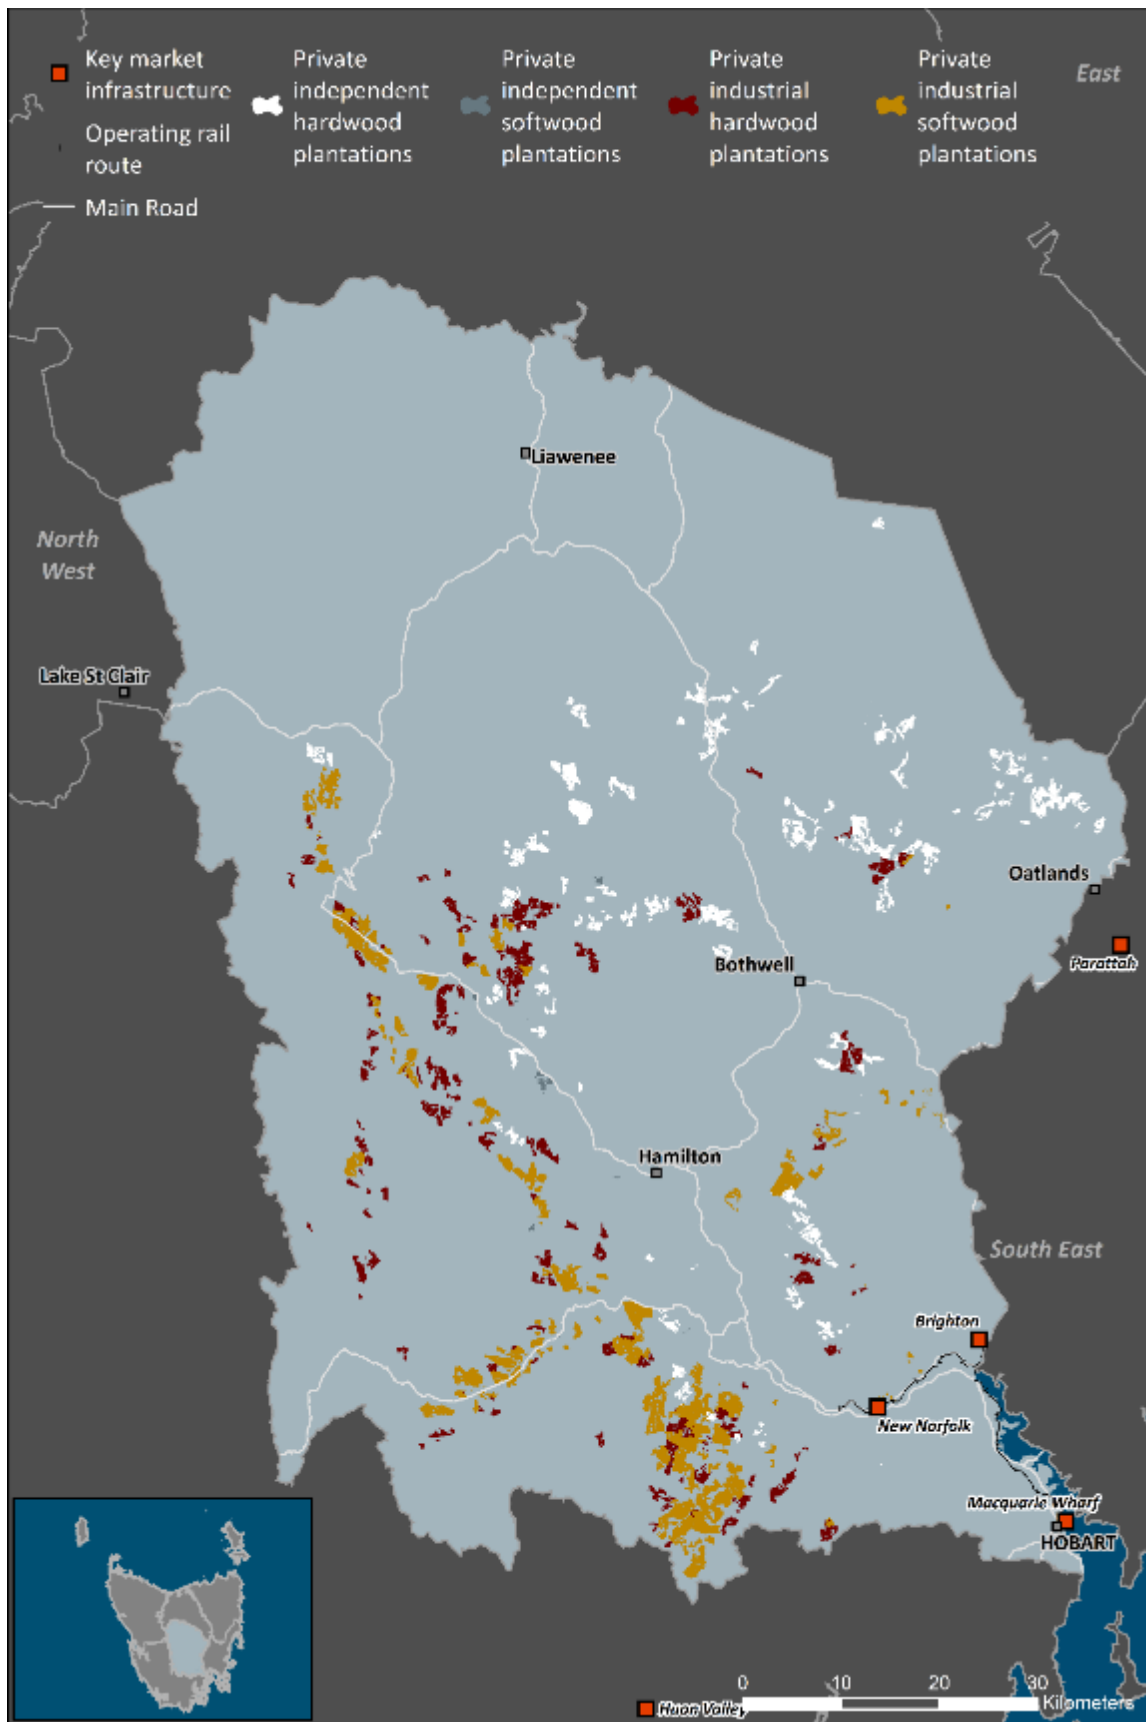 Key market
infrastructure
Operating rail
route
Main Road
Private
independent
hardwood
plantations
Private
independent
softwood
plantations
Private
industrial
hardwood
plantations
Private
industrial
softwood
plantations
East
Liawenee
North
West
Lake St Clair
Oatlands
Parattah
Bothwell
Hamilton
South East
Brighton
New Norfolk
Macquarie Wharf
HOBART
0 10 20 30
Kilometers
Huon Valley